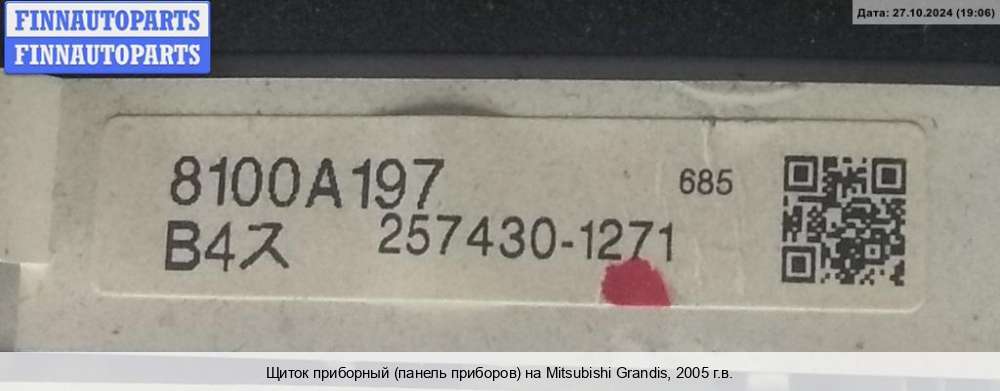 FINNAUTOPARTS
FINNAUTOPARTS
Дата: 27.10.2024 (19:06)
8100A197
685
B4ス 257430-1271
Щиток приборный (панель приборов) на Mitsubishi Grandis, 2005 г.в.